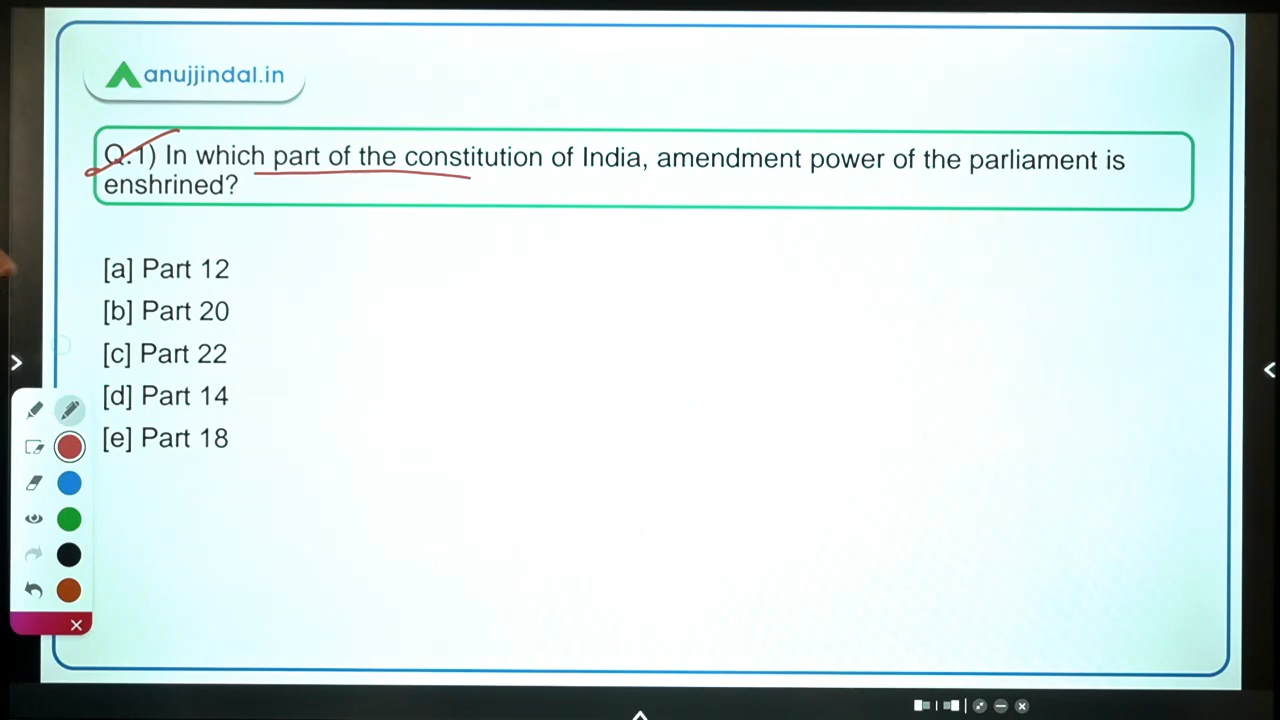 anujjindal.in
Q.1) In which part of the constitution of India, amendment power of the parliament is
enshrined?
[a] Part 12
[b] Part 20
[c] Part 22
[d] Part 14
[e] Part 18